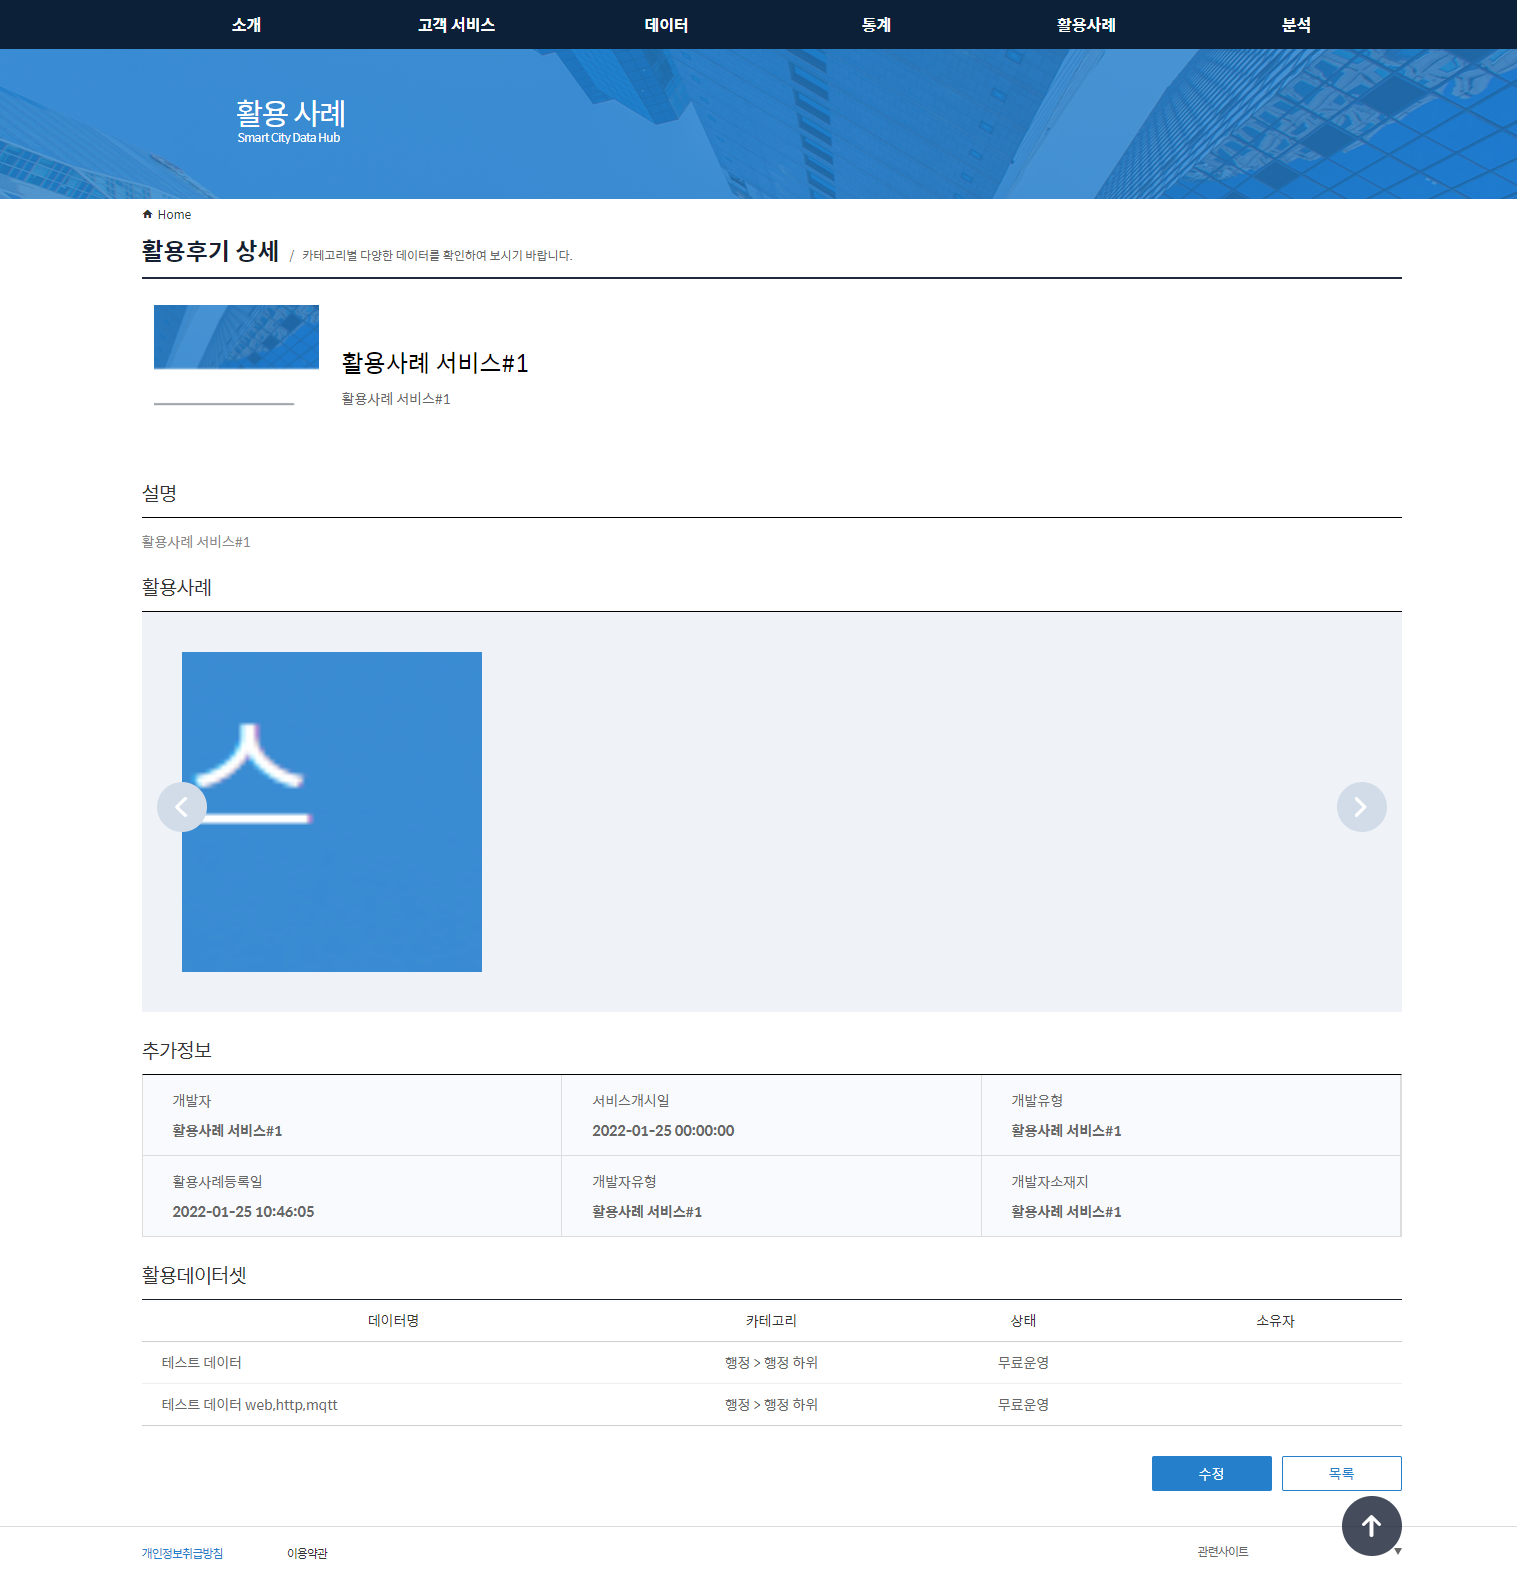 소개 고객 서비스 데이터 통계 활용사례 분석
활용 사례
Smart City Data Hub
Home
활용후기 상세 / 카테고리별 다양한 데이터를 확인하여 보시기 바랍니다.
활용사례 서비스#1
활용사례 서비스#1
설명
활용사례 서비스#1
활용사례
스
추가정보
개발자 서비스개시일 개발유형
활용사례 서비스#1 2022-01-25 00:00:00 활용사례 서비스#1
활용사례등록일 개발자유형 개발자소재지
2022-01-25 10:46:05 활용사례 서비스#1 활용사례 서비스#1
활용데이터셋
데이터명 카테고리 상태 소유자
테스트 데이터 행정 > 행정 하위 무료운영
테스트 데이터 web,http,mqtt 행정 > 행정 하위 무료운영
수정 목록
개인정보취급방침 이용약관 관련사이트